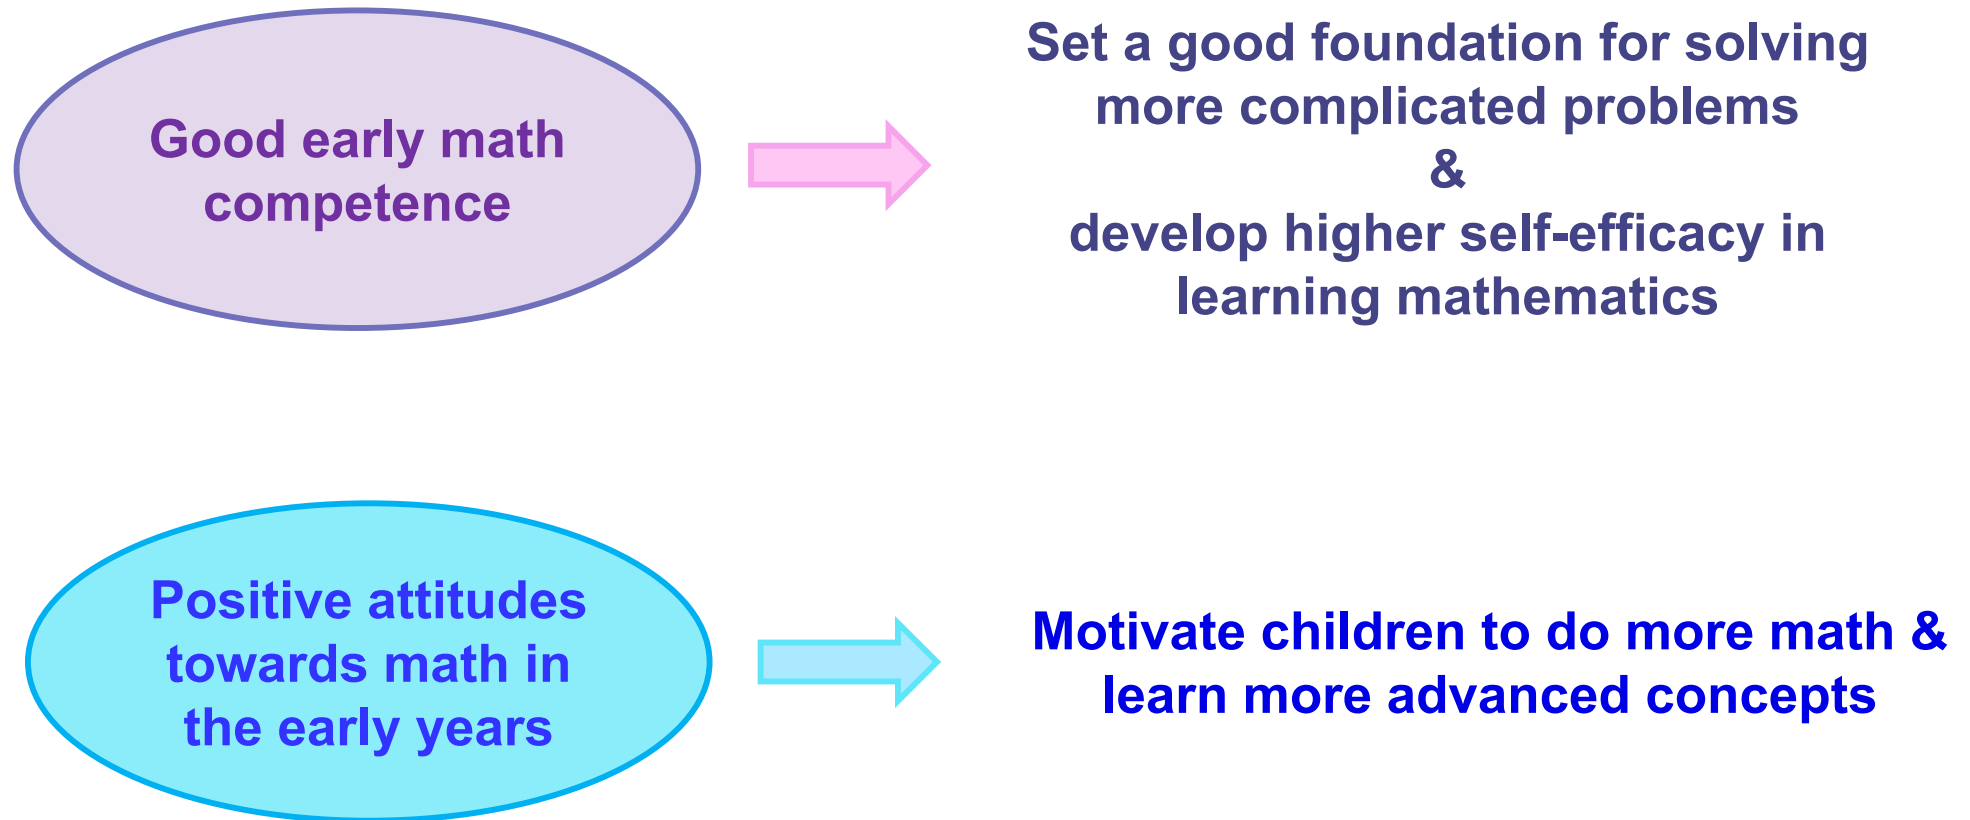 Good early math
competence
Set a good foundation for solving
more complicated problems
&
develop higher self-efficacy in
learning mathematics
Positive attitudes
towards math in
the early years
Motivate children to do more math &
learn more advanced concepts